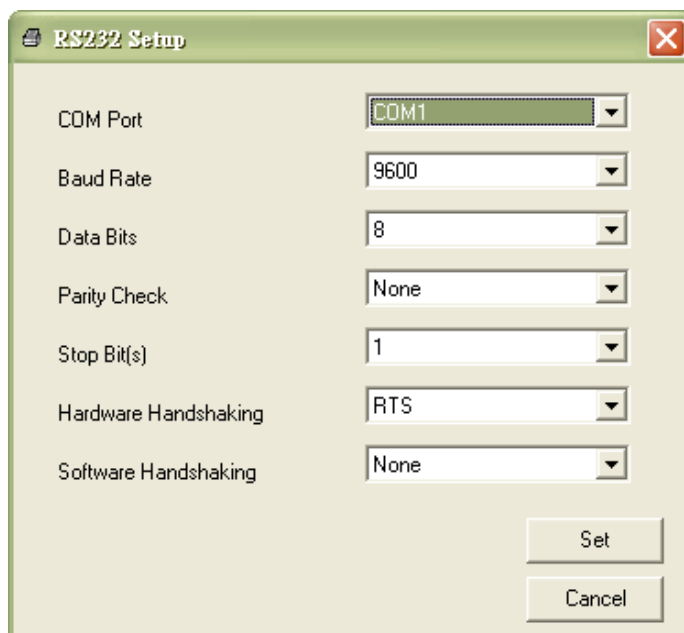 RS232 Setup
COM Port COM1
Baud Rate 9600
Data Bits 8
Parity Check None
Stop Bit(s) 1
Hardware Handshaking RTS
Software Handshaking None
Set
Cancel